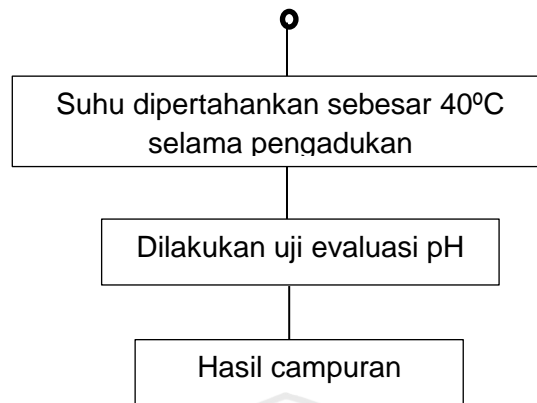 Suhu dipertahankan sebesar 40ºC
selama pengadukan
Dilakukan uji evaluasi pH
Hasil campuran